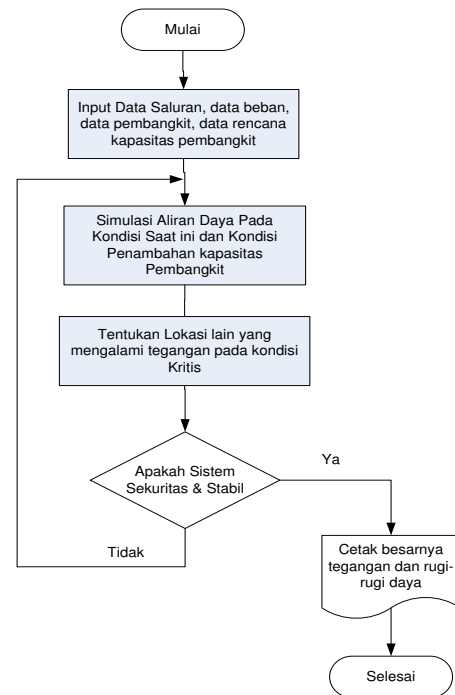 Mulai
Input Data Saluran, data beban,
data pembangkit, data rencana
kapasitas pembangkit
Simulasi Aliran Daya Pada
Kondisi Saat ini dan Kondisi
Penambahan kapasitas
Pembangkit
Tentukan Lokasi lain yang
mengalami tegangan pada kondisi
Kritis
Apakah Sistem
Sekuritas & Stabil
Ya
Tidak
Cetak besarnya
tegangan dan rugi-
rugi daya
Selesai